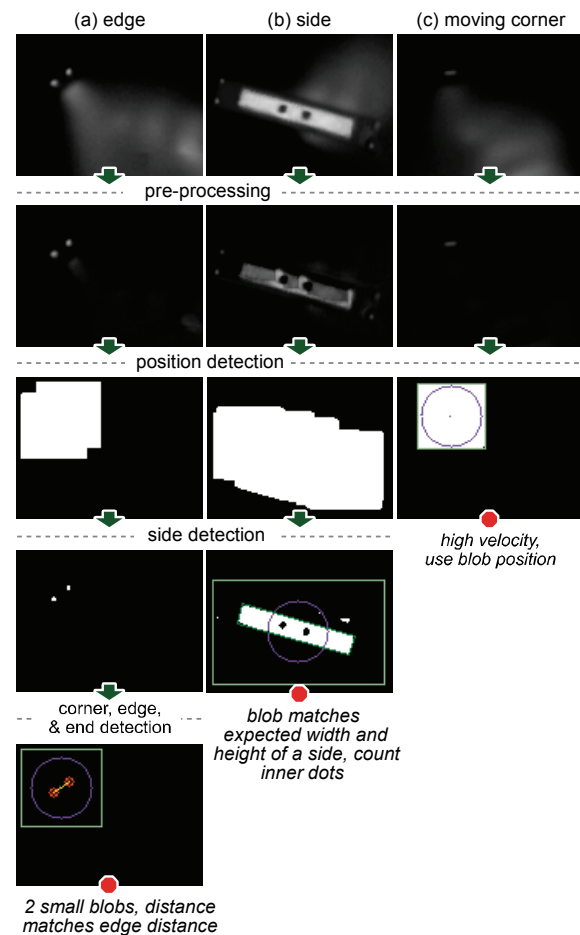 (a) edge
(b) side
(c) moving corner
pre-processing
position detection
side detection
high velocity,
use blob position
corner, edge,
& end detection
blob matches
expected width and
height of a side, count
inner dots
2 small blobs, distance
matches edge distance